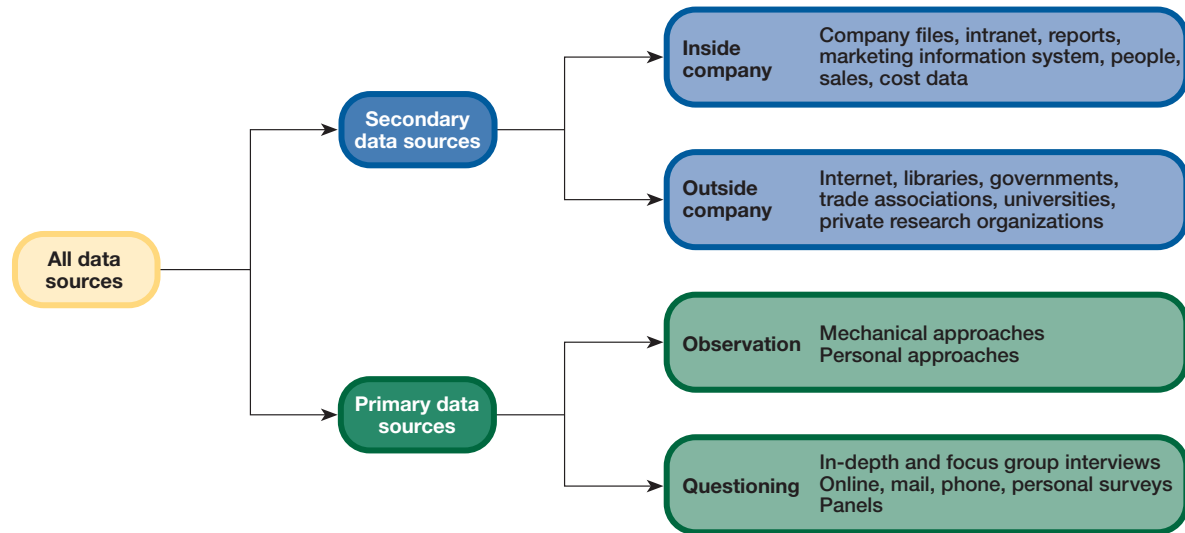 All data
sources
Secondary
data sources
Primary data
sources
Inside
company
Company files, intranet, reports,
marketing information system, people,
sales, cost data
Outside
company
Internet, libraries, governments,
trade associations, universities,
private research organizations
Observation
Mechanical approaches
Personal approaches
Questioning
In-depth and focus group interviews
Online, mail, phone, personal surveys
Panels